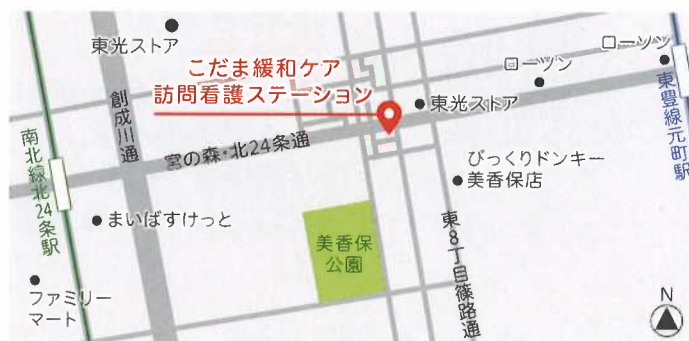 東光ストア
こだま緩和ケア
訪問看護ステーション
創成川通
南北線北24条駅
宮の森・北24条通
東光ストア
ローソン
ローソン
東豊線元町駅
びっくりドンキー
美香保店
まいばすけっと
美香保
公園
東8丁目篠路通
ファミリー
マート
N